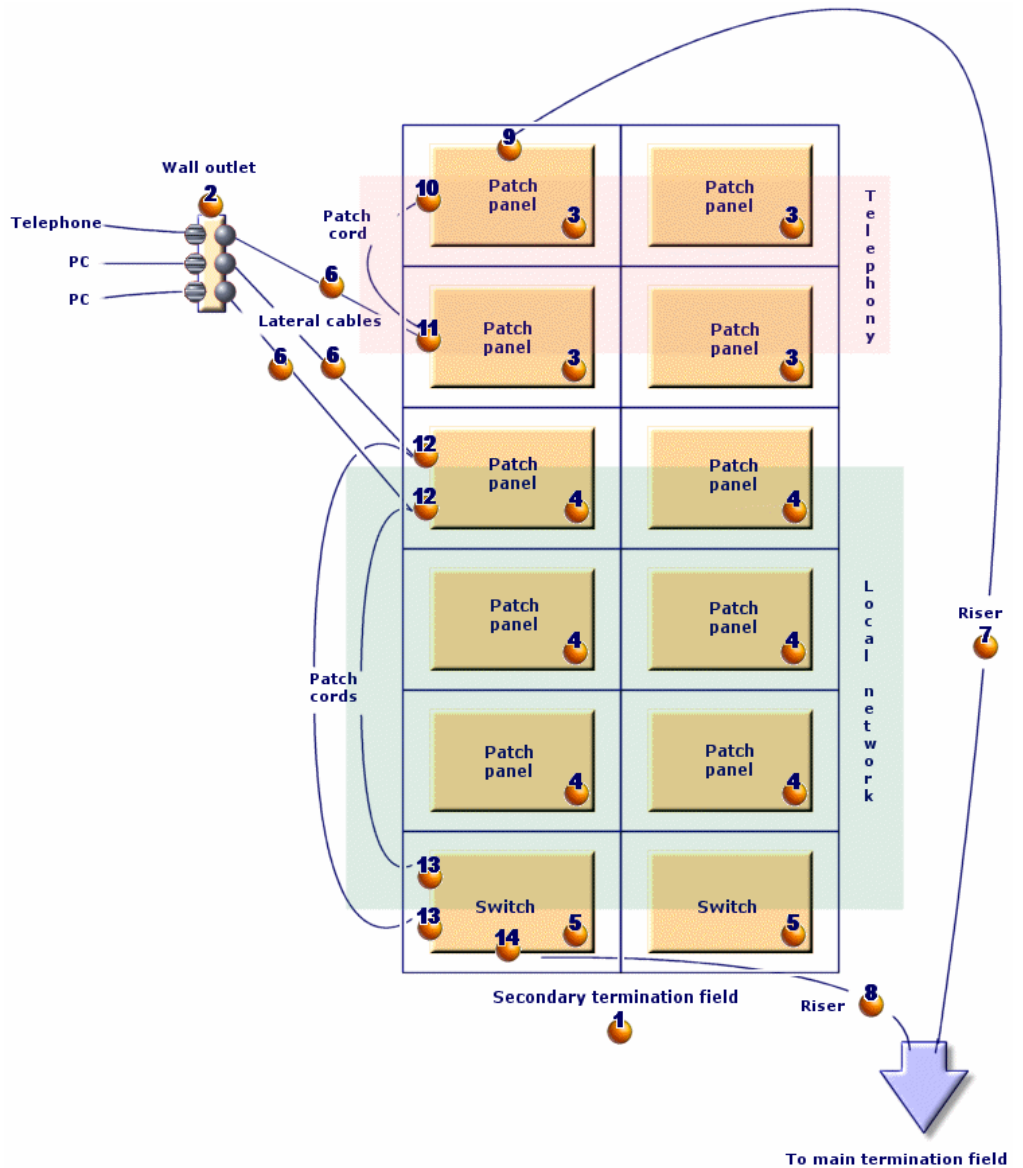 9
Wall outlet
2
10
Patch
panel
Patch
panel
Telephony
Telephone
Patch
cord
3
3
PC
6
PC
Lateral cables
11
Patch
panel
Patch
panel
6
6
3
3
12
Patch
panel
Patch
panel
12
4
4
Local network
Patch
panel
Patch
panel
Riser
7
4
4
Patch
cords
Patch
panel
Patch
panel
4
4
13
Switch
Switch
13
14
5
5
Secondary termination field
1
Riser
8
To main termination field